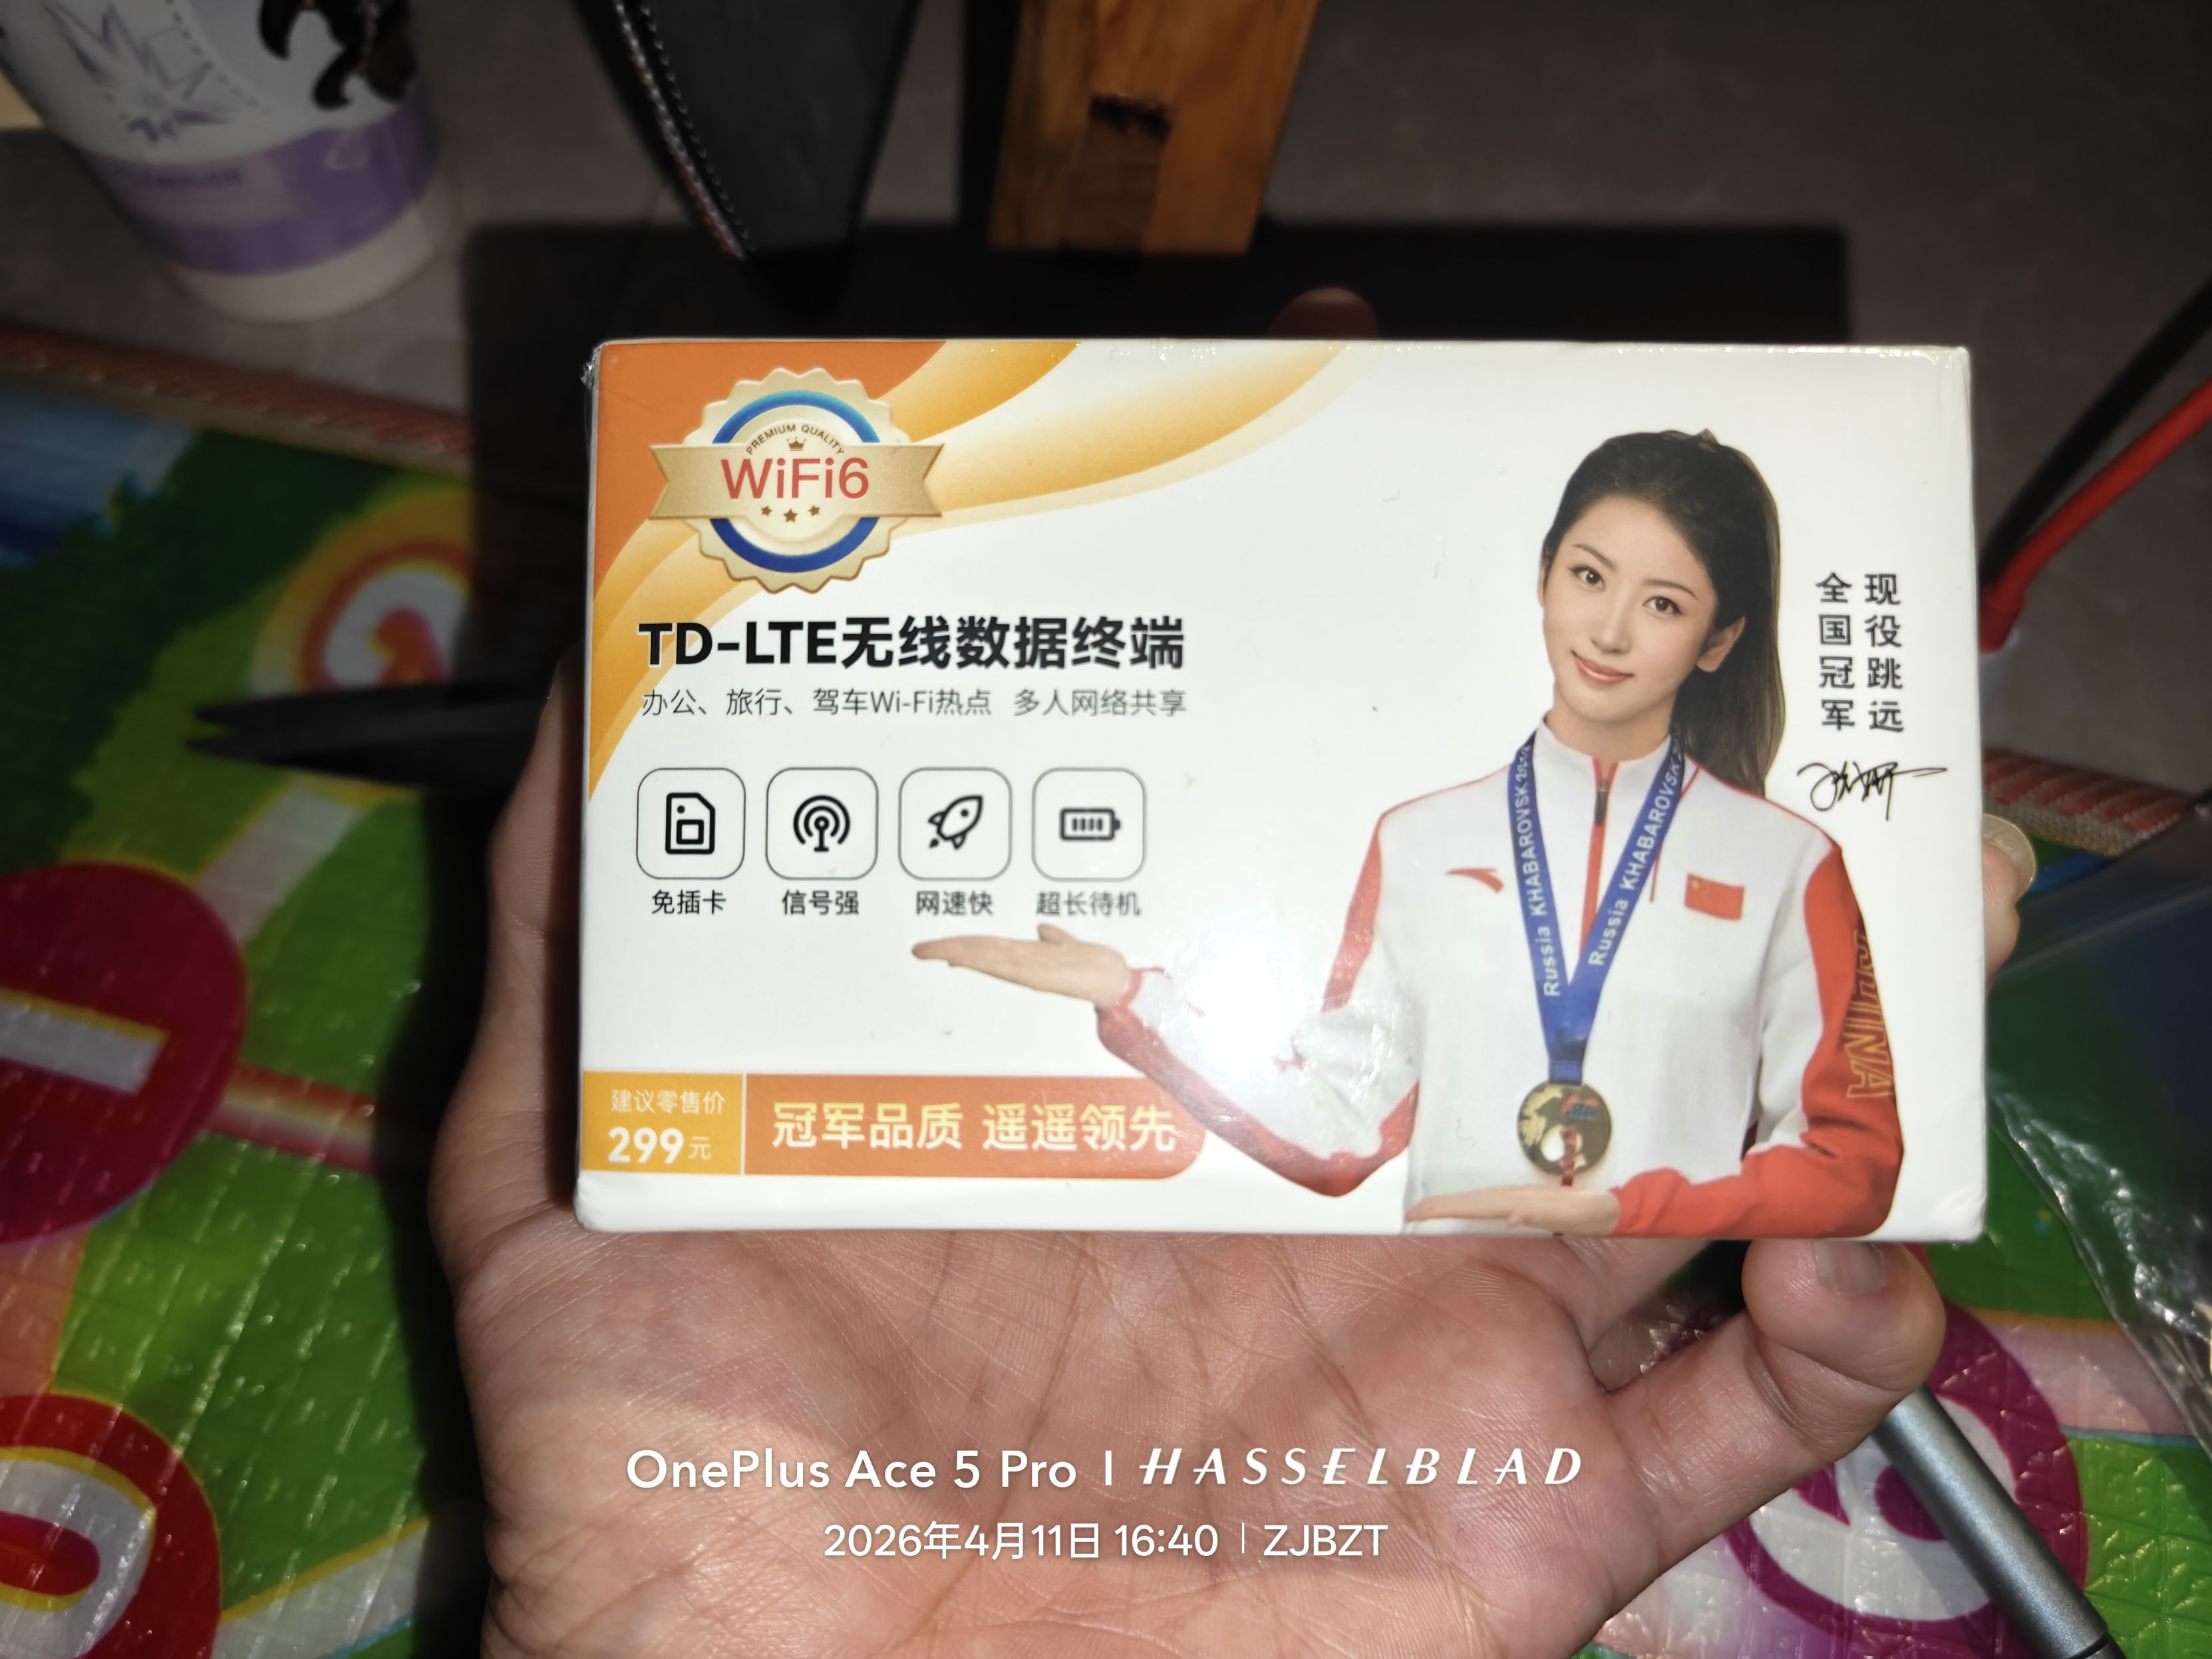 PREMIUM QUALITY
WiFi6
TD-LTE无线数据终端
办公、旅行、驾车Wi-Fi热点 多人网络共享
免插卡
信号强
网速快
超长待机
建议零售价
299元
冠军品质 遥遥领先
现役跳远
全国冠军
Russia KHABAROVSK
Russia KHABAROVSK
CHINA
OnePlus Ace 5 Pro | HASSELBLAD
2026年4月11日 16:40 | ZJBZT